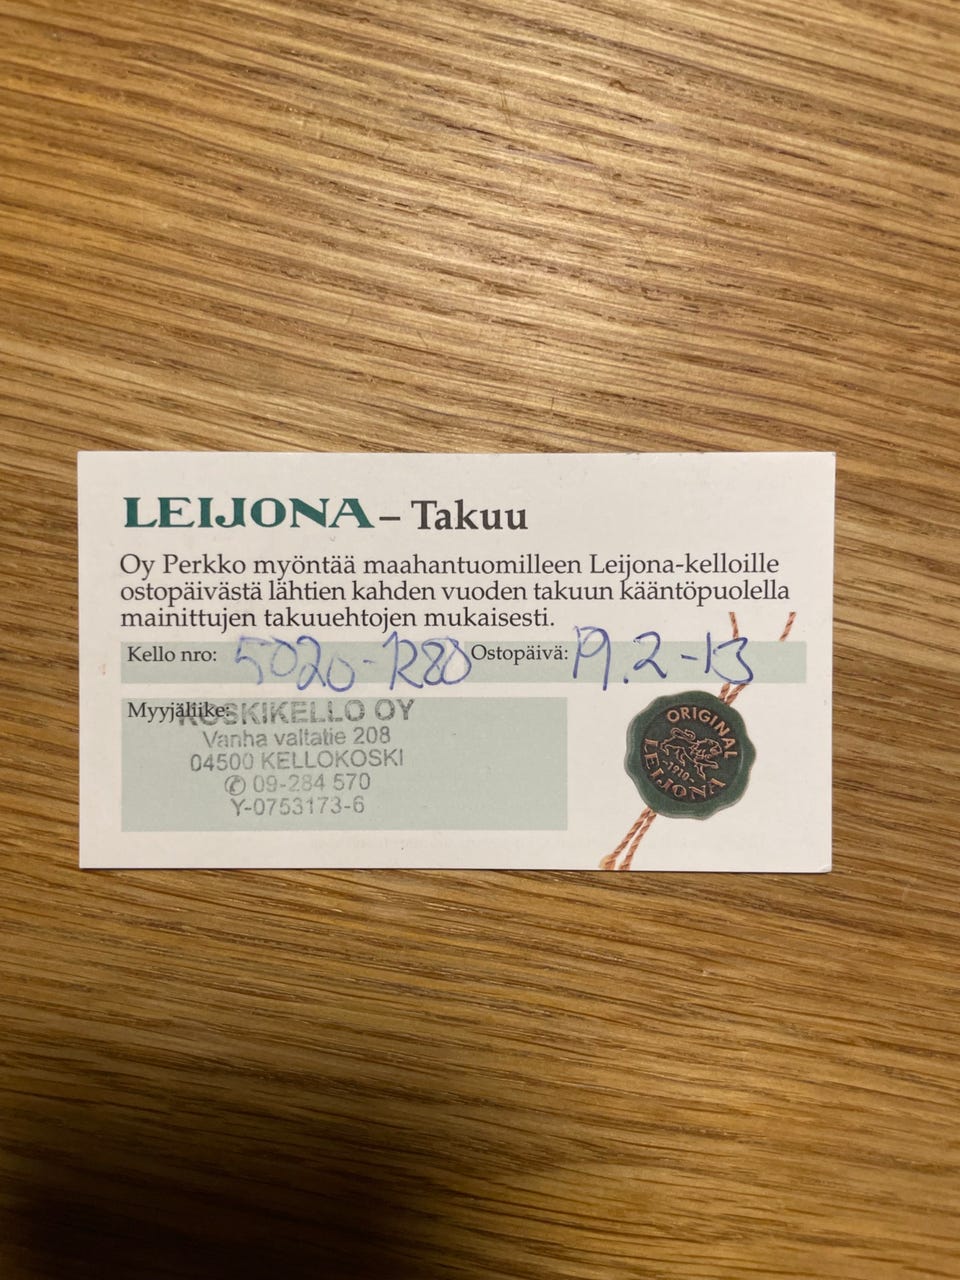 LEIJONA – Takuu
Oy Perkko myöntää maahantuomilleen Leijona-kelloille
ostopäivästä lähtien kahden vuoden takuun kääntöpuolella
mainittujen takuuehtojen mukaisesti.
Kello nro: 5020-1280 Ostopäivä: 19.2-13
Myyjäliike:
KOSKIKELLO OY
Vanha valtatie 208
04500 KELLOKOSKI
✆ 09-284 570
Y-0753173-6
ORIGINAL
-1910-
LEIJONA